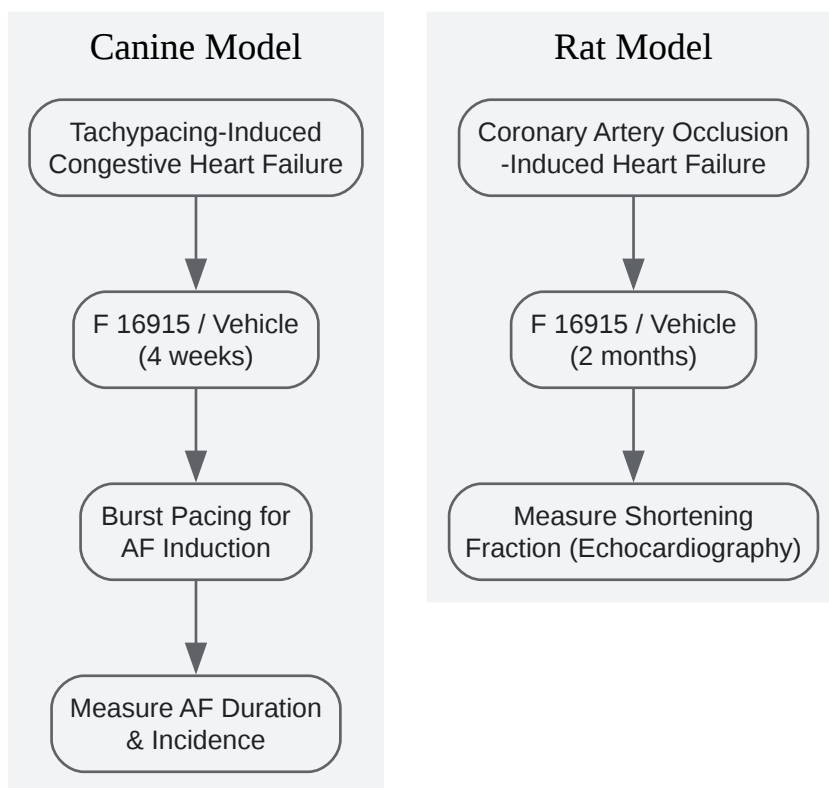 Canine Model
Tachypacing-Induced
Congestive Heart Failure
F 16915 / Vehicle
(4 weeks)
Burst Pacing for
AF Induction
Measure AF Duration
& Incidence
Rat Model
Coronary Artery Occlusion
-Induced Heart Failure
F 16915 / Vehicle
(2 months)
Measure Shortening
Fraction (Echocardiography)